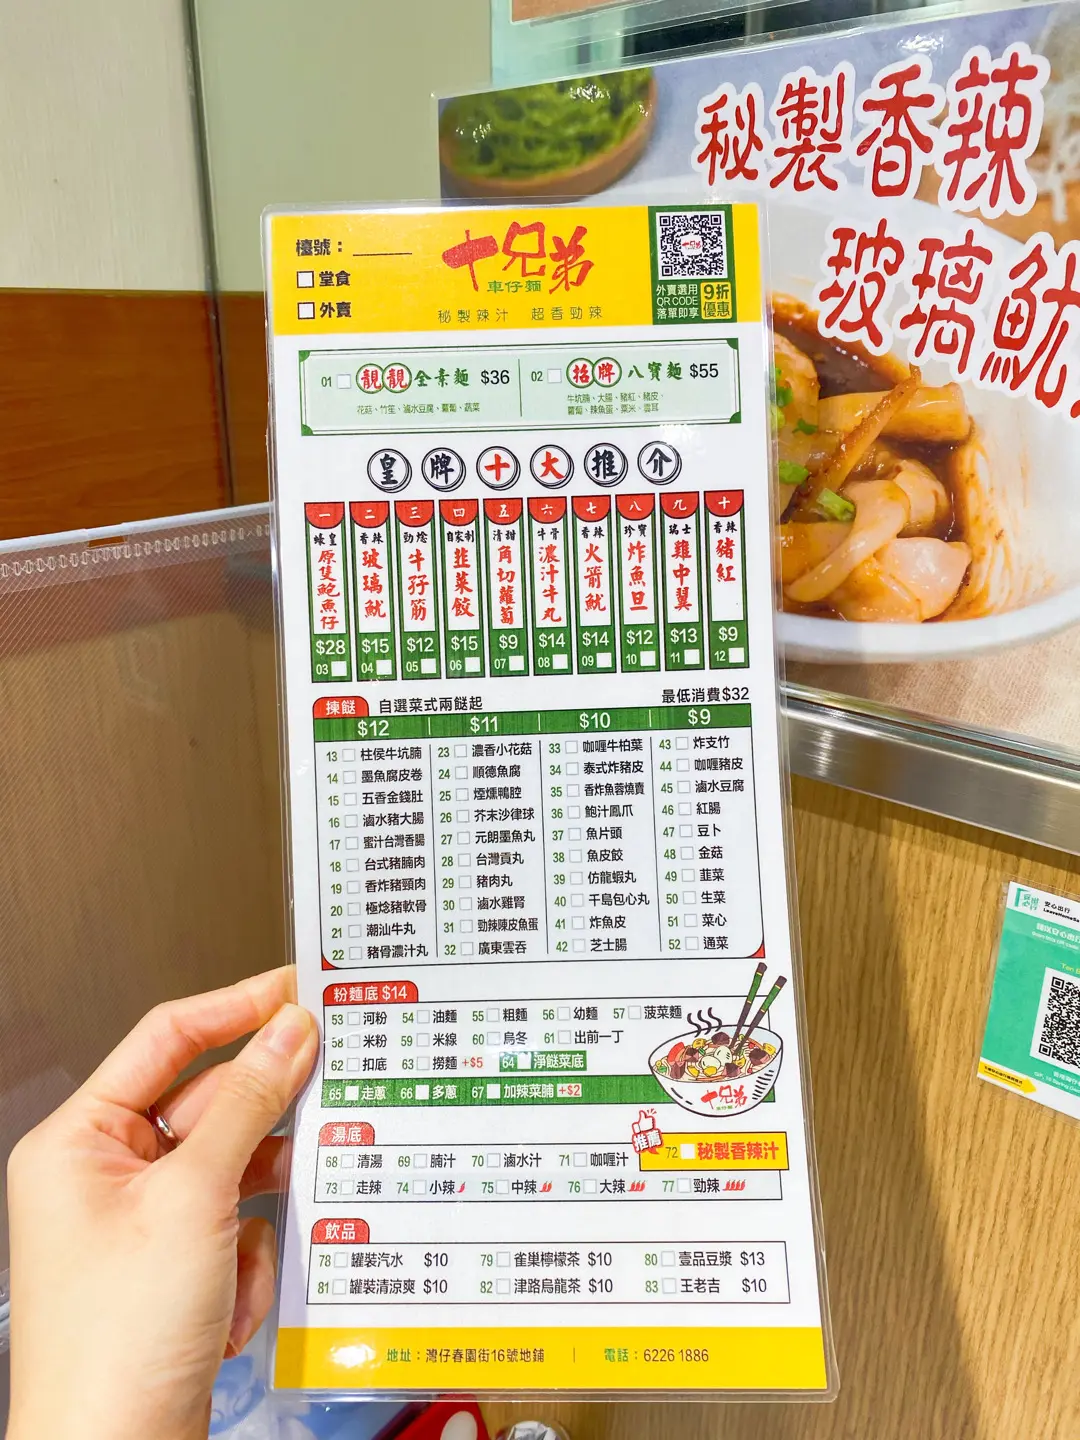 秘製香辣
玻璃魷
檯號：
堂食
外賣
十兄弟
車仔麵
秘製辣汁 超香勁辣
外賣選用
QR CODE
落單即享
9折
優惠
01 靚靚全素麵 $36
花菇、竹笙、滷水豆腐、蘿蔔、蔬菜
02 招牌八寶麵 $55
牛坑腩、大腸、豬紅、豬皮、
蘿蔔、辣魚蛋、粟米、雲耳
皇牌十大推介
一 蠔皇 原隻鮑魚仔 $28 03
二 香辣 玻璃魷 $15 04
三 勁燶 牛孖筋 $12 05
四 自家制 韮菜餃 $15 06
五 清甜 角切蘿蔔 $9 07
六 牛骨 濃汁牛丸 $14 08
七 香辣 火箭魷 $14 09
八 珍寶 炸魚旦 $12 10
九 瑞士 雞中翼 $13 11
十 香辣 豬紅 $9 12
揀餸 自選菜式兩餸起 最低消費$32
$12
13 柱侯牛坑腩
14 墨魚腐皮卷
15 五香金錢肚
16 滷水豬大腸
17 蜜汁台灣香腸
18 台式豬腩肉
19 香炸豬頸肉
20 極燶豬軟骨
21 潮汕牛丸
22 豬骨濃汁丸
$11
23 濃香小花菇
24 順德魚腐
25 煙燻鴨腔
26 芥末沙律球
27 元朗墨魚丸
28 台灣貢丸
29 豬肉丸
30 滷水雞腎
31 勁辣陳皮魚蛋
32 廣東雲吞
$10
33 咖喱牛柏葉
34 泰式炸豬皮
35 香炸魚蓉燒賣
36 鮑汁鳳爪
37 魚片頭
38 魚皮餃
39 仿龍蝦丸
40 千島包心丸
41 炸魚皮
42 芝士腸
$9
43 炸支竹
44 咖喱豬皮
45 滷水豆腐
46 紅腸
47 豆卜
48 金菇
49 韮菜
50 生菜
51 菜心
52 通菜
粉麵底 $14
53 河粉 54 油麵 55 粗麵 56 幼麵 57 菠菜麵
58 米粉 59 米線 60 烏冬 61 出前一丁
62 扣底 63 撈麵 +$5 64 淨餸菜底
65 走蔥 66 多蔥 67 加辣菜脯 +$2
十兄弟
湯底
推薦
68 清湯 69 腩汁 70 滷水汁 71 咖喱汁 72 秘製香辣汁
73 走辣 74 小辣 75 中辣 76 大辣 77 勁辣
飲品
78 罐裝汽水 $10 79 雀巢檸檬茶 $10 80 壹品豆漿 $13
81 罐裝清涼爽 $10 82 津路烏龍茶 $10 83 王老吉 $10
地址：灣仔春園街16號地鋪 | 電話：6226 1886
安心出行